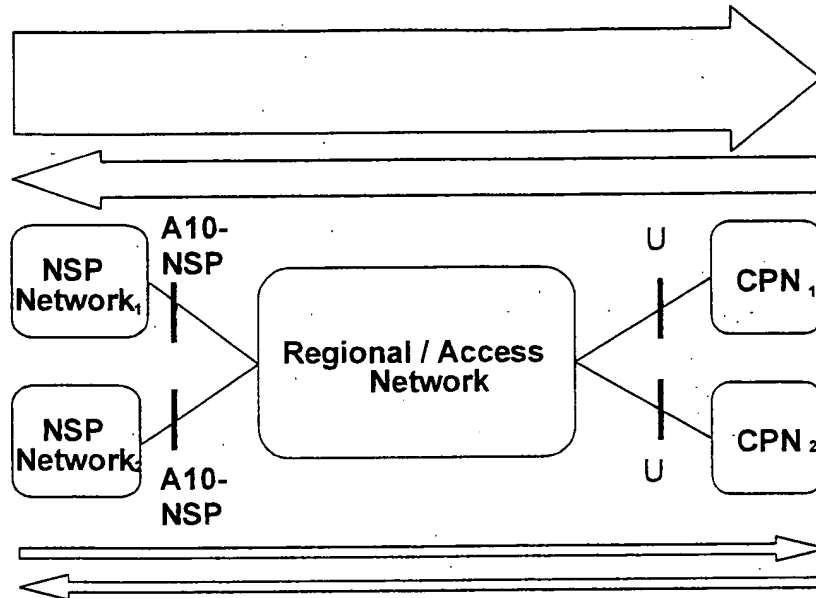 A10-
NSP
U
NSP
Network₁
CPN ₁
Regional / Access
Network
NSP
Network₂
CPN ₂
A10-
NSP
U